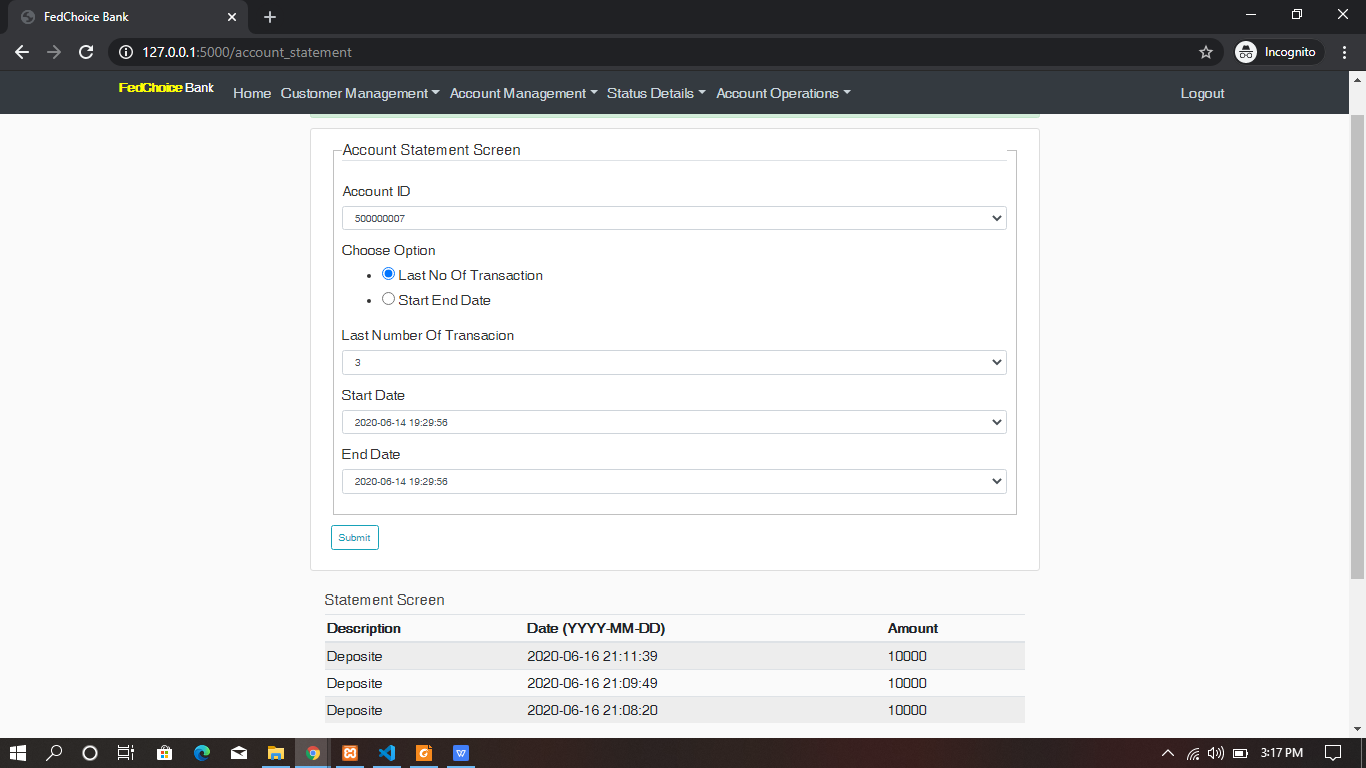 FedChoice Bank
127.0.0.1:5000/account_statement
Incognito
FedChoice Bank Home Customer Management Account Management Status Details Account Operations Logout
Account Statement Screen
Account ID
500000007
Choose Option
Last No Of Transaction
Start End Date
Last Number Of Transacion
3
Start Date
2020-06-14 19:29:56
End Date
2020-06-14 19:29:56
Submit
Statement Screen
Description Date (YYYY-MM-DD) Amount
Deposite 2020-06-16 21:11:39 10000
Deposite 2020-06-16 21:09:49 10000
Deposite 2020-06-16 21:08:20 10000
3:17 PM